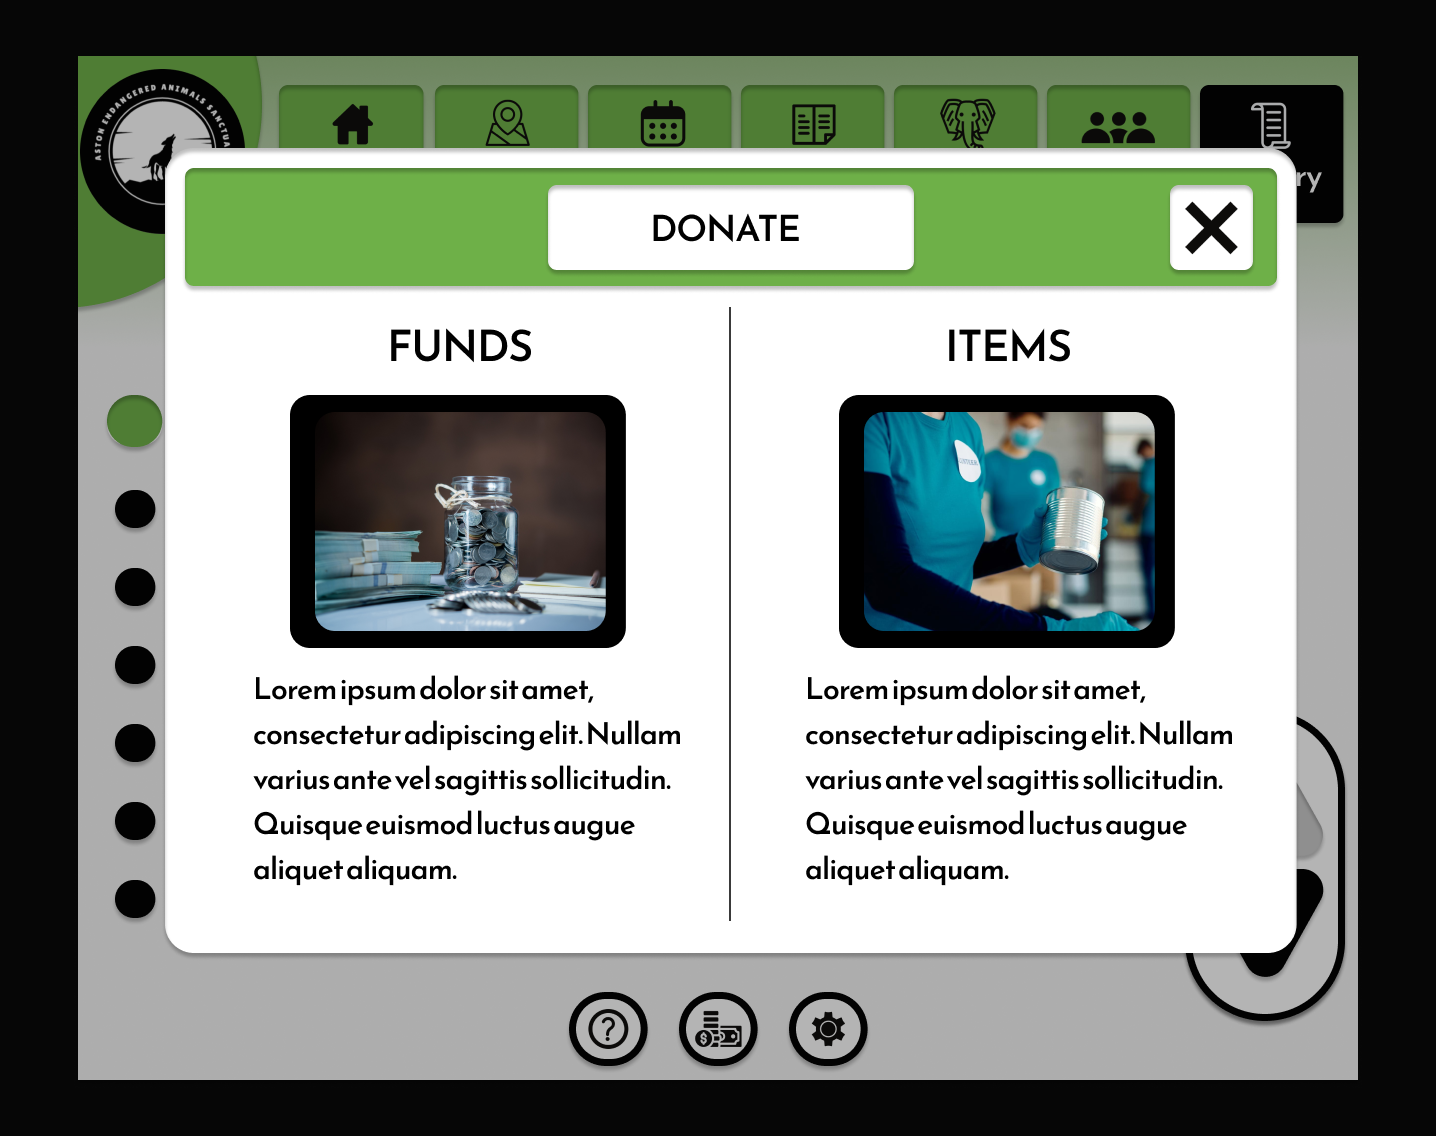 ASTON ENDANGERED ANIMALS SANCTUA
ry
DONATE
FUNDS
ITEMS
Lorem ipsum dolor sit amet,
consectetur adipiscing elit. Nullam
varius ante vel sagittis sollicitudin.
Quisque euismod luctus augue
aliquet aliquam.
Lorem ipsum dolor sit amet,
consectetur adipiscing elit. Nullam
varius ante vel sagittis sollicitudin.
Quisque euismod luctus augue
aliquet aliquam.